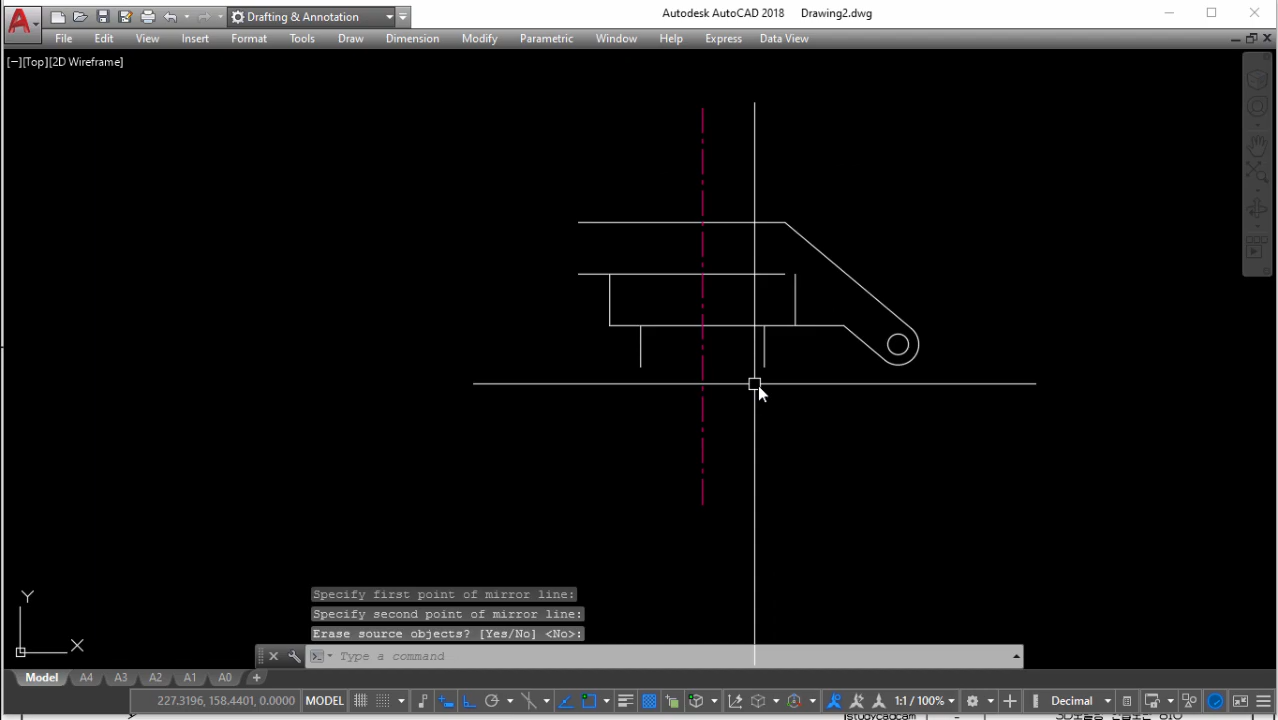 Drafting & Annotation
Autodesk AutoCAD 2018 Drawing2.dwg
File Edit View Insert Format Tools Draw Dimension Modify Parametric Window Help Express Data View
[−][Top][2D Wireframe]
Specify first point of mirror line:
Specify second point of mirror line:
Erase source objects? [Yes/No] <No>:
Type a command
Y
X
Model A4 A3 A2 A1 A0 +
227.3196, 158.4401, 0.0000 MODEL 1:1 / 100% Decimal